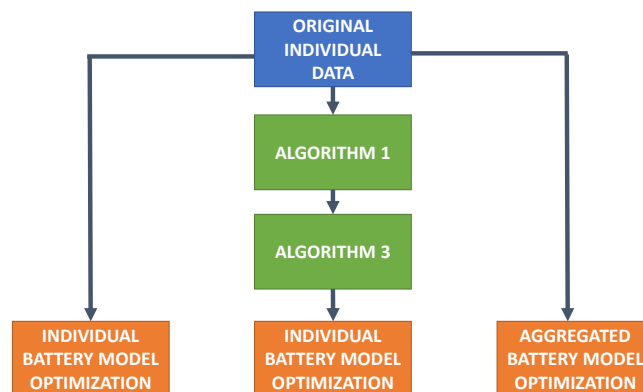 ORIGINAL
INDIVIDUAL
DATA
ALGORITHM 1
ALGORITHM 3
INDIVIDUAL
BATTERY MODEL
OPTIMIZATION
INDIVIDUAL
BATTERY MODEL
OPTIMIZATION
AGGREGATED
BATTERY MODEL
OPTIMIZATION